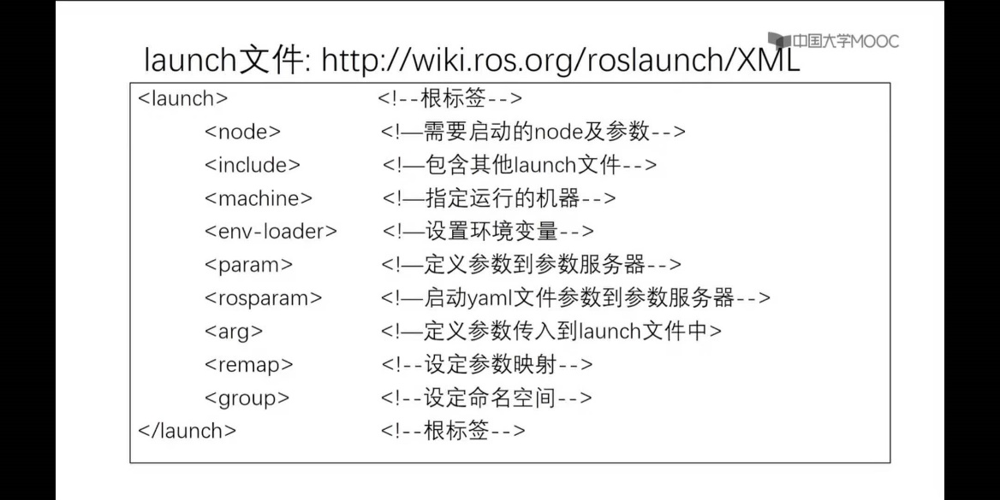 中国大学MOOC
launch文件: http://wiki.ros.org/roslaunch/XML
<launch> <!--根标签-->
<node> <!—需要启动的node及参数-->
<include> <!—包含其他launch文件-->
<machine> <!—指定运行的机器-->
<env-loader> <!—设置环境变量-->
<param> <!—定义参数到参数服务器-->
<rosparam> <!—启动yaml文件参数到参数服务器-->
<arg> <!—定义参数传入到launch文件中>
<remap> <!--设定参数映射-->
<group> <!--设定命名空间-->
</launch> <!--根标签-->